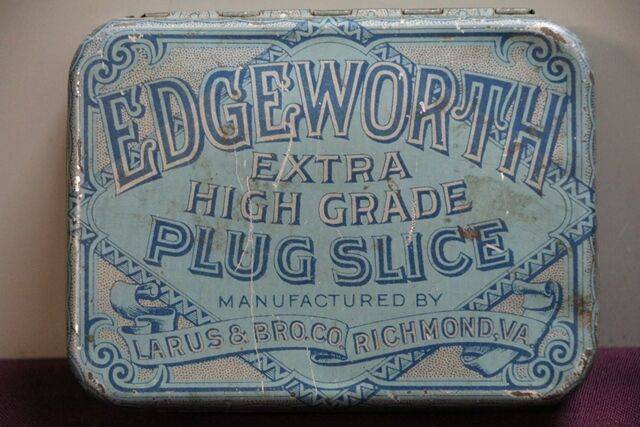 EDGEWORTH
EXTRA
HIGH GRADE
PLUG SLICE
MANUFACTURED BY
LARUS & BRO. CO. RICHMOND, VA.